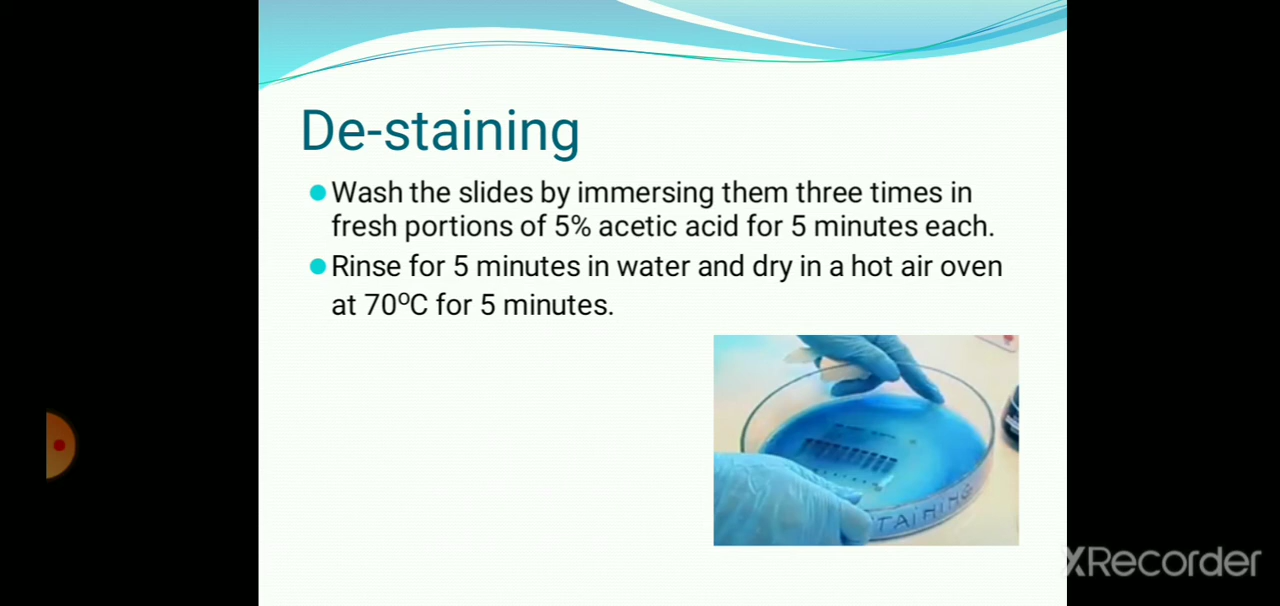 De-staining
Wash the slides by immersing them three times in
fresh portions of 5% acetic acid for 5 minutes each.
Rinse for 5 minutes in water and dry in a hot air oven
at 70⁰C for 5 minutes.
TAINING
XRecorder